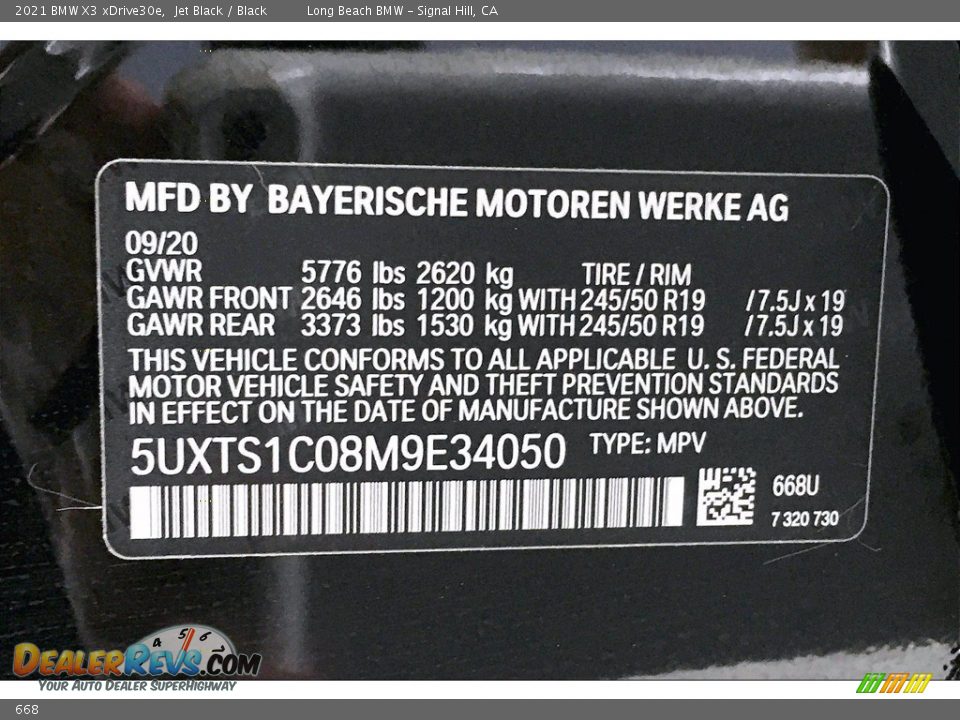 2021 BMW X3 xDrive30e, Jet Black / Black Long Beach BMW - Signal Hill, CA
MFD BY BAYERISCHE MOTOREN WERKE AG
09/20
GVWR 5776 lbs 2620 kg TIRE / RIM
GAWR FRONT 2646 lbs 1200 kg WITH 245/50 R19 /7.5J x 19
GAWR REAR 3373 lbs 1530 kg WITH 245/50 R19 /7.5J x 19
THIS VEHICLE CONFORMS TO ALL APPLICABLE U. S. FEDERAL
MOTOR VEHICLE SAFETY AND THEFT PREVENTION STANDARDS
IN EFFECT ON THE DATE OF MANUFACTURE SHOWN ABOVE.
5UXTS1C08M9E34050 TYPE: MPV
668U
7 320 730
4 5 6
DEALERREVS.COM
YOUR AUTO DEALER SUPERHIGHWAY
668